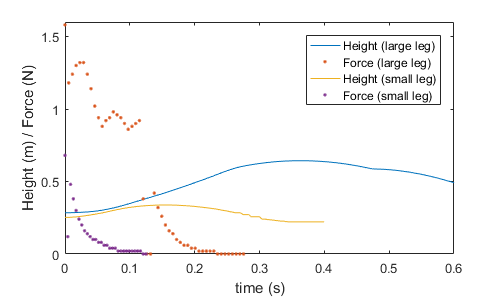 1.5
1
0.5
0
0
0.1
0.2
0.3
0.4
0.5
0.6
Height (m) / Force (N)
time (s)
Height (large leg)
Force (large leg)
Height (small leg)
Force (small leg)